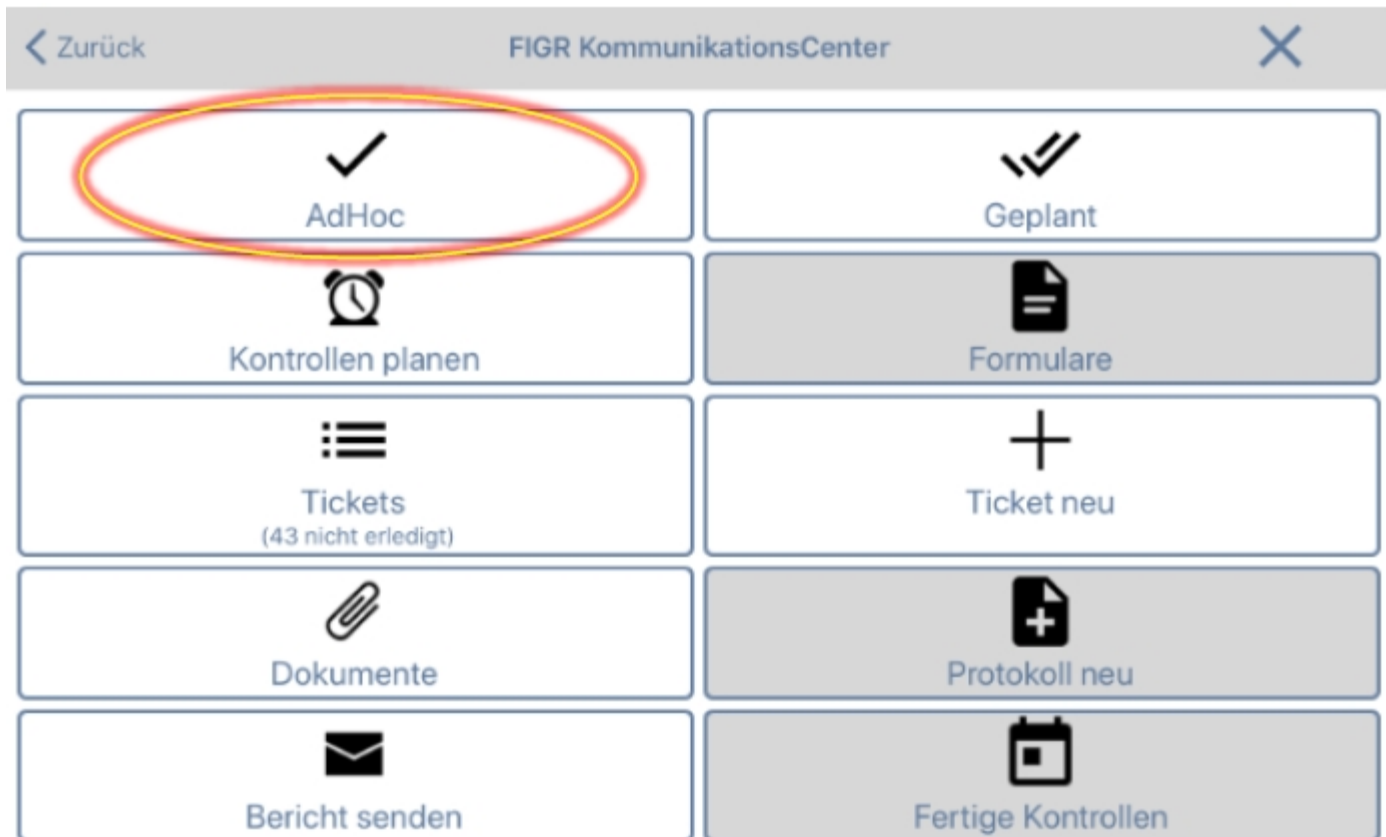 Zurück
FIGR KommunikationsCenter
AdHoc
Geplant
Kontrollen planen
Formulare
Tickets
(43 nicht erledigt)
Ticket neu
Dokumente
Protokoll neu
Bericht senden
Fertige Kontrollen